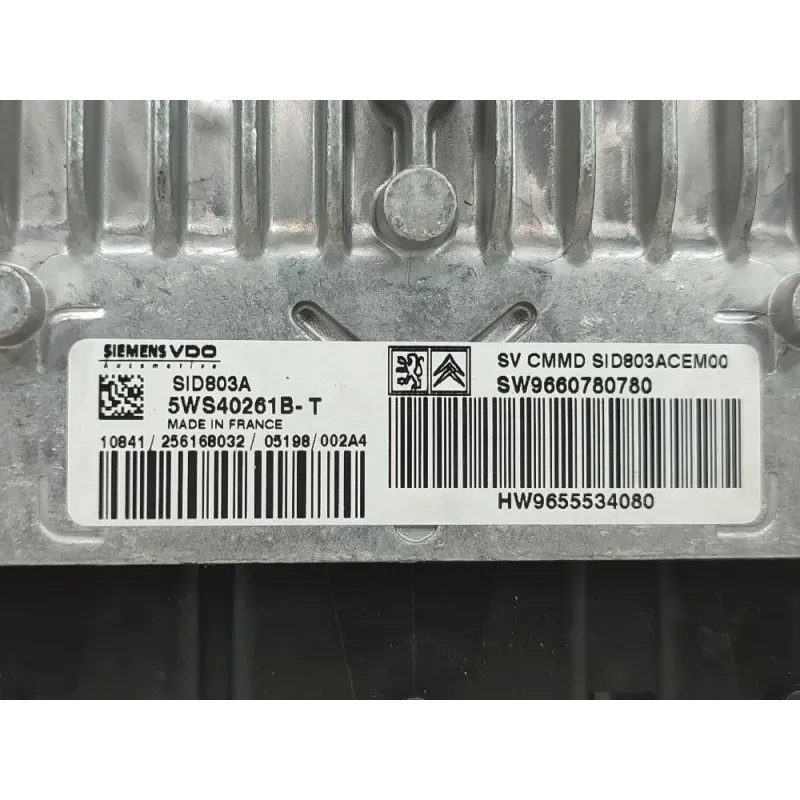 SIEMENS VDO
Automotive
SID803A
5WS40261B-T
MADE IN FRANCE
10841/256168032/05198/002A4
SV CMMD SID803ACEM00
SW9660780780
HW9655534080